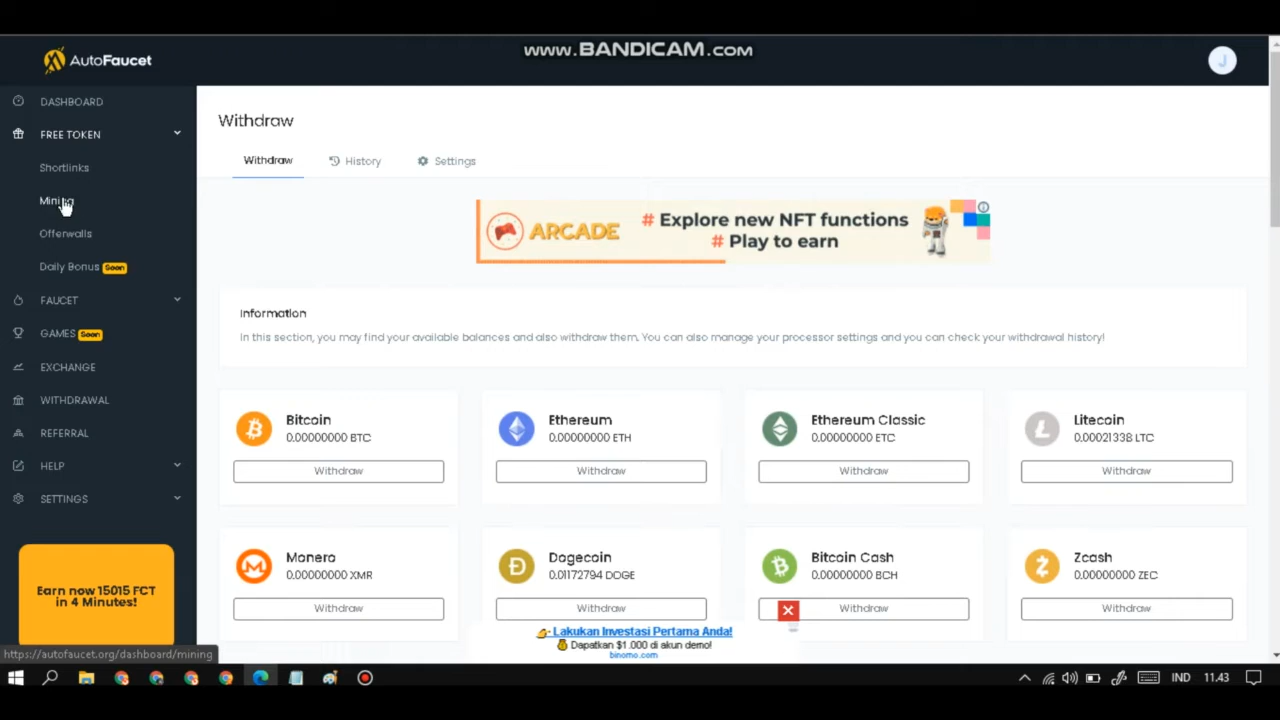 www.BANDICAM.com
AutoFaucet
J
DASHBOARD
FREE TOKEN
Shortlinks
Mining
Offerwalls
Daily Bonus Soon
FAUCET
GAMES Soon
EXCHANGE
WITHDRAWAL
REFERRAL
HELP
SETTINGS
Earn now 15015 FCT
in 4 Minutes!
https://autofaucet.org/dashboard/mining
Withdraw
Withdraw History Settings
ARCADE
# Explore new NFT functions
# Play to earn
Information
In this section, you may find your available balances and also withdraw them. You can also manage your processor settings and you can check your withdrawal history!
Bitcoin
0.00000000 BTC
Withdraw
Ethereum
0.00000000 ETH
Withdraw
Ethereum Classic
0.00000000 ETC
Withdraw
Litecoin
0.00021338 LTC
Withdraw
Monero
0.00000000 XMR
Withdraw
Dogecoin
0.01172794 DOGE
Withdraw
Bitcoin Cash
0.00000000 BCH
Withdraw
Zcash
0.00000000 ZEC
Withdraw
Lakukan Investasi Pertama Anda!
Dapatkan $1.000 di akun demo!
binomo.com
IND 11.43